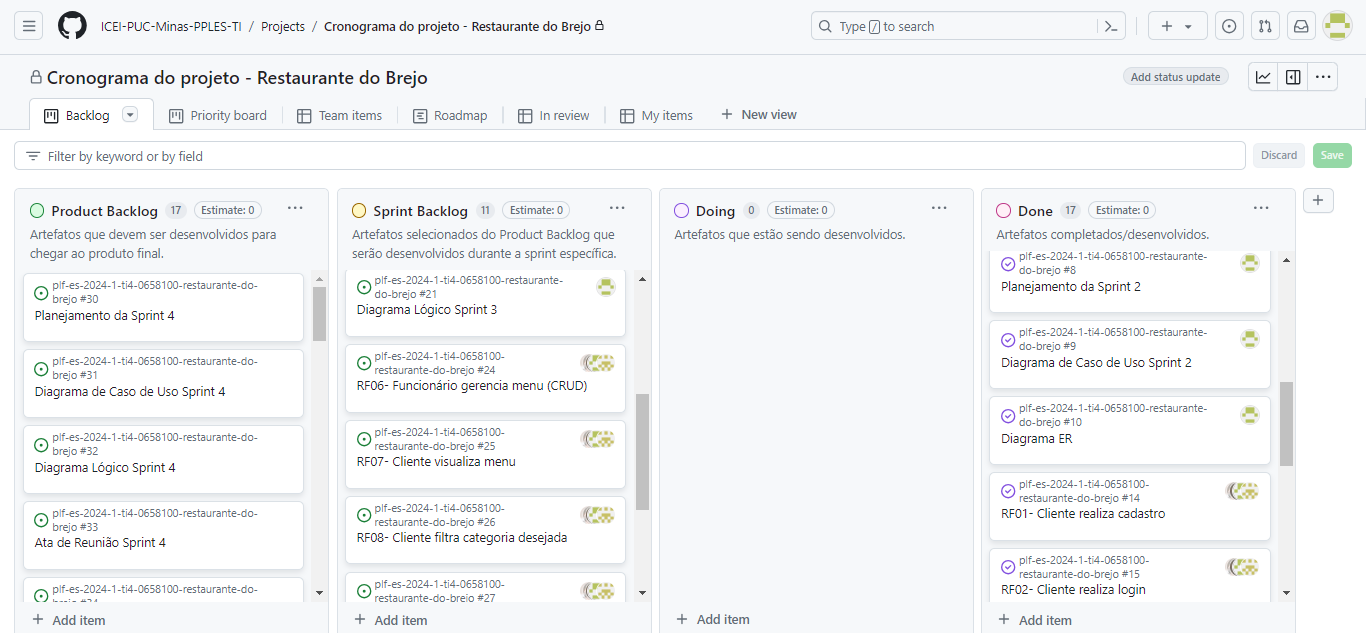 ICEI-PUC-Minas-PPLES-TI / Projects / Cronograma do projeto - Restaurante do Brejo
Type / to search
Cronograma do projeto - Restaurante do Brejo
Add status update
Backlog
Priority board
Team items
Roadmap
In review
My items
New view
Filter by keyword or by field
Discard
Save
Product Backlog 17 Estimate: 0
Artefatos que devem ser desenvolvidos para
chegar ao produto final.
plf-es-2024-1-ti4-0658100-restaurante-do-
brejo #30
Planejamento da Sprint 4
plf-es-2024-1-ti4-0658100-restaurante-do-
brejo #31
Diagrama de Caso de Uso Sprint 4
plf-es-2024-1-ti4-0658100-restaurante-do-
brejo #32
Diagrama Lógico Sprint 4
plf-es-2024-1-ti4-0658100-restaurante-do-
brejo #33
Ata de Reunião Sprint 4
plf-es-2024-1-ti4-0658100-restaurante-do-
brejo #34
Add item
Sprint Backlog 11 Estimate: 0
Artefatos selecionados do Product Backlog que
serão desenvolvidos durante a sprint específica.
plf-es-2024-1-ti4-0658100-restaurante-
do-brejo #21
Diagrama Lógico Sprint 3
plf-es-2024-1-ti4-0658100-
restaurante-do-brejo #24
RF06- Funcionário gerencia menu (CRUD)
plf-es-2024-1-ti4-0658100-
restaurante-do-brejo #25
RF07- Cliente visualiza menu
plf-es-2024-1-ti4-0658100-
restaurante-do-brejo #26
RF08- Cliente filtra categoria desejada
plf-es-2024-1-ti4-0658100-
restaurante-do-brejo #27
Add item
Doing 0 Estimate: 0
Artefatos que estão sendo desenvolvidos.
Add item
Done 17 Estimate: 0
Artefatos completados/desenvolvidos.
plf-es-2024-1-ti4-0658100-restaurante-
do-brejo #8
Planejamento da Sprint 2
plf-es-2024-1-ti4-0658100-restaurante-
do-brejo #9
Diagrama de Caso de Uso Sprint 2
plf-es-2024-1-ti4-0658100-restaurante-
do-brejo #10
Diagrama ER
plf-es-2024-1-ti4-0658100-
restaurante-do-brejo #14
RF01- Cliente realiza cadastro
plf-es-2024-1-ti4-0658100-
restaurante-do-brejo #15
RF02- Cliente realiza login
Add item